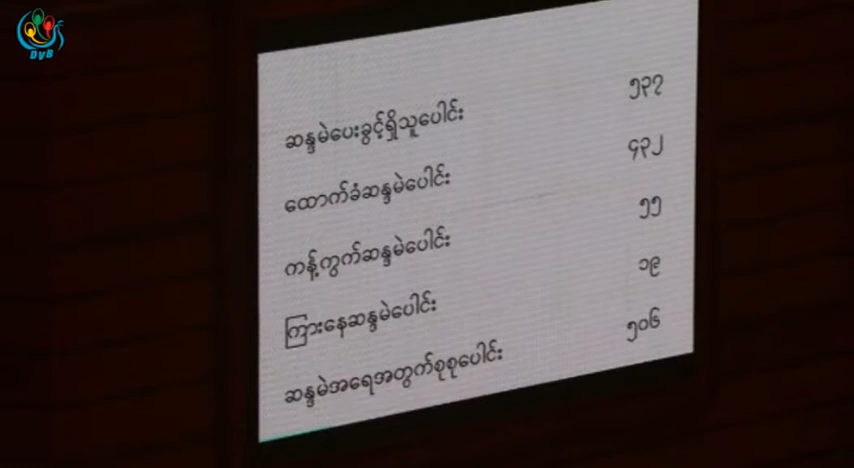 DVB
ဆန္ဒမဲပေးခွင့်ရှိသူပေါင်း ၅၃၇
ထောက်ခံဆန္ဒမဲပေါင်း ၄၃၂
ကန့်ကွက်ဆန္ဒမဲပေါင်း ၅၅
ကြားနေဆန္ဒမဲပေါင်း ၁၉
ဆန္ဒမဲအရေအတွက်စုစုပေါင်း ၅၀၆